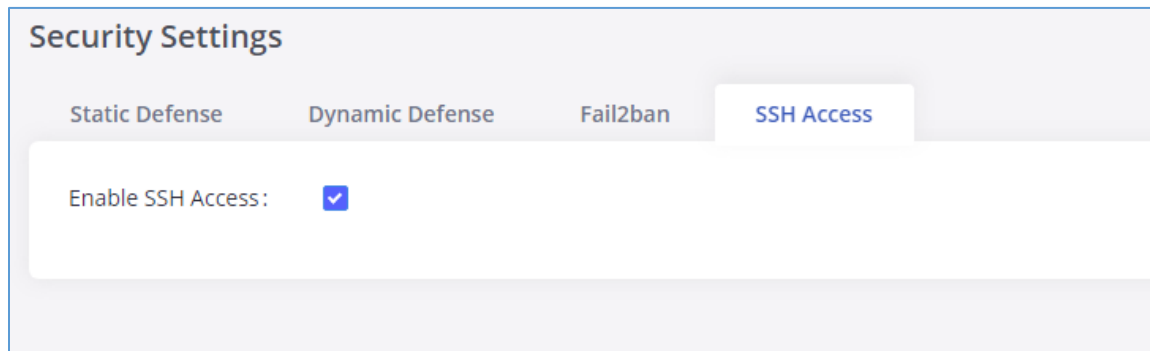 Security Settings
Static Defense Dynamic Defense Fail2ban SSH Access
Enable SSH Access: